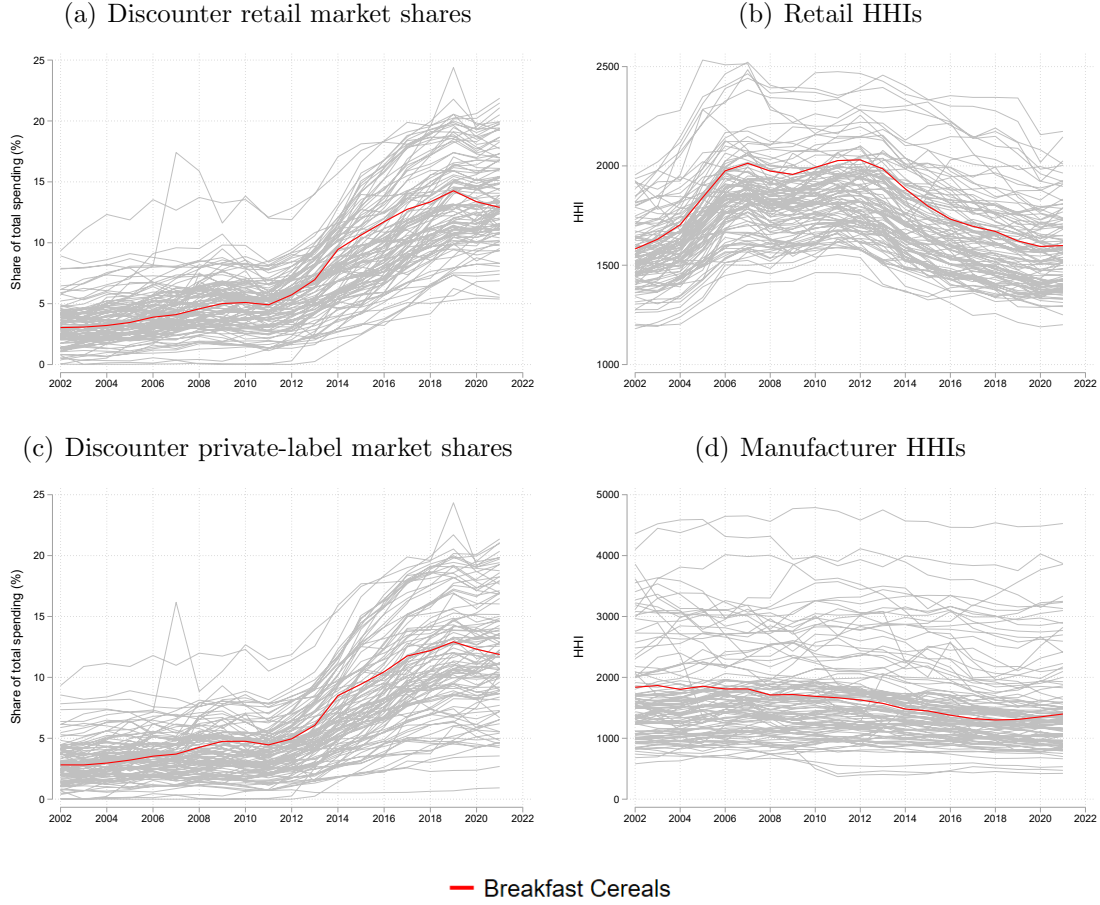 (a) Discounter retail market shares
(b) Retail HHIs
Share of total spending (%)
25
20
15
10
5
0
2002 2004 2006 2008 2010 2012 2014 2016 2018 2020 2022
HHI
2500
2000
1500
1000
2002 2004 2006 2008 2010 2012 2014 2016 2018 2020 2022
(c) Discounter private-label market shares
(d) Manufacturer HHIs
Share of total spending (%)
25
20
15
10
5
0
2002 2004 2006 2008 2010 2012 2014 2016 2018 2020 2022
HHI
5000
4000
3000
2000
1000
0
2002 2004 2006 2008 2010 2012 2014 2016 2018 2020 2022
Breakfast Cereals